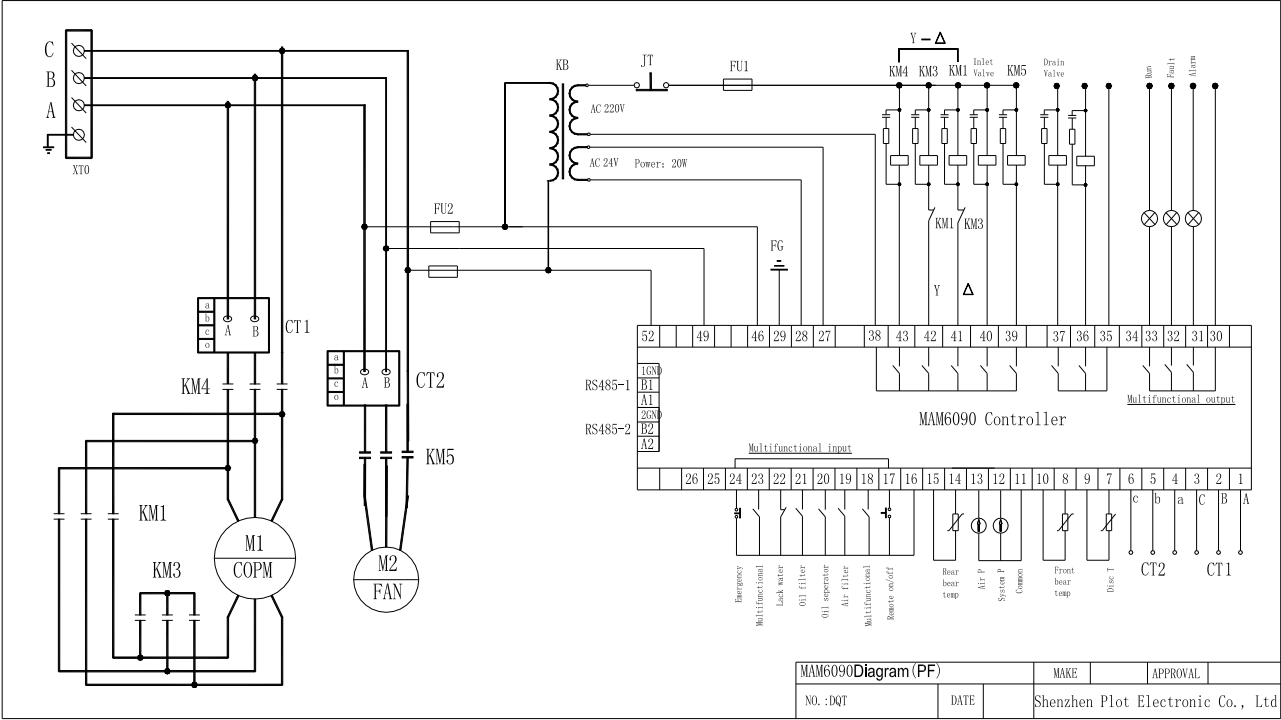 C
B
A
XT0
Y-Δ
KB
JT
FU1
KM4 KM3 KM1 Inlet Valve KM5 Drain Valve
Run Fault Alarm
AC 220V
AC 24V Power: 20W
FU2
FG
KM1 KM3
Y Δ
a
b
c
o
A B
CT1
a
b
c
o
A B
CT2
KM4
KM5
KM1
KM3
M1
COPM
M2
FAN
52 49 46 29 28 27 38 43 42 41 40 39 37 36 35 34 33 32 31 30
RS485-1
1GND
B1
A1
RS485-2
2GND
B2
A2
Multifunctional output
MAM6090 Controller
Multifunctional input
26 25 24 23 22 21 20 19 18 17 16 15 14 13 12 11 10 8 9 7 6 5 4 3 2 1
c b a C B A
CT2 CT1
Emergency
Multifunctional
Lack water
Oil filter
Oil seperator
Air filter
Multifunctional
Remote on/off
Rear
bear
temp
Air P
System P
Common
Front
bear
temp
Disc T
MAM6090Diagram(PF) MAKE APPROVAL
NO.:DQT DATE Shenzhen Plot Electronic Co., Ltd